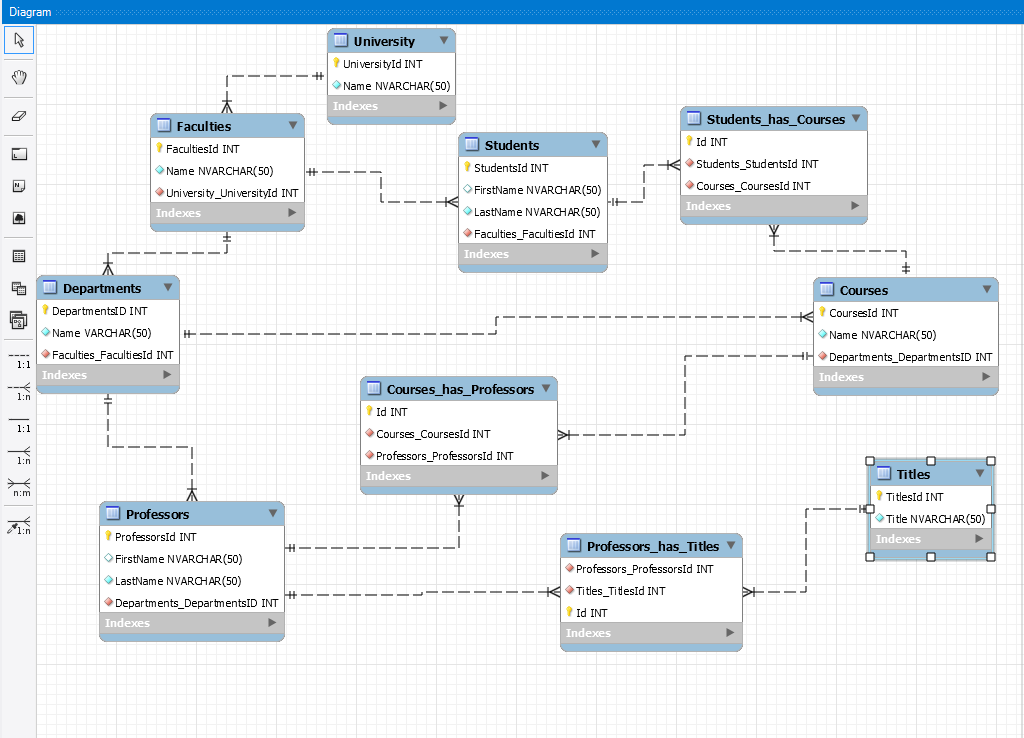 Diagram
University
UniversityId INT
Name NVARCHAR(50)
Indexes
Faculties
FacultiesId INT
Name NVARCHAR(50)
University_UniversityId INT
Indexes
Students
StudentsId INT
FirstName NVARCHAR(50)
LastName NVARCHAR(50)
Faculties_FacultiesId INT
Indexes
Students_has_Courses
Id INT
Students_StudentsId INT
Courses_CoursesId INT
Indexes
Departments
DepartmentsID INT
Name VARCHAR(50)
Faculties_FacultiesId INT
Indexes
Courses
CoursesId INT
Name NVARCHAR(50)
Departments_DepartmentsID INT
Indexes
Courses_has_Professors
Id INT
Courses_CoursesId INT
Professors_ProfessorsId INT
Indexes
Titles
TitlesId INT
Title NVARCHAR(50)
Indexes
Professors
ProfessorsId INT
FirstName NVARCHAR(50)
LastName NVARCHAR(50)
Departments_DepartmentsID INT
Indexes
Professors_has_Titles
Professors_ProfessorsId INT
Titles_TitlesId INT
Id INT
Indexes
1:1
1:n
1:1
1:n
n:m
1:n